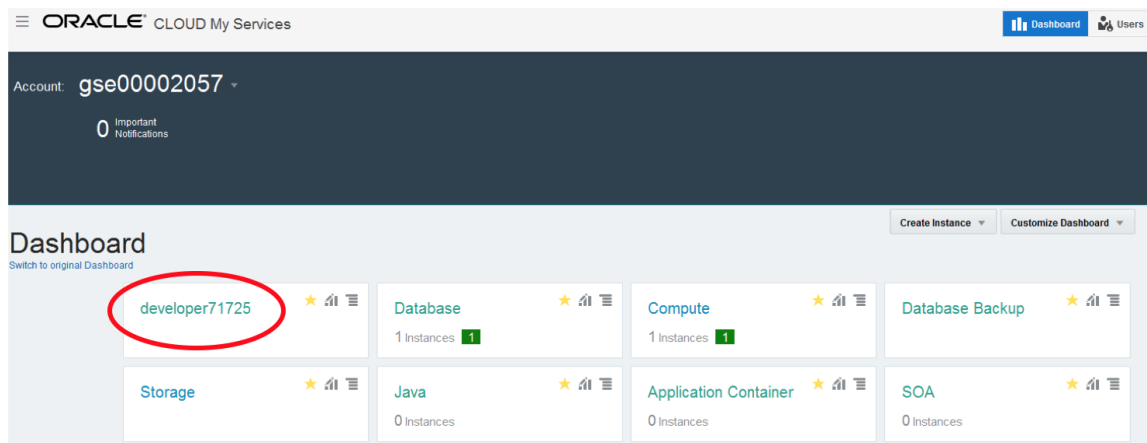 ORACLE® CLOUD My Services
Dashboard
Users
Account: gse00002057
0 Important Notifications
Create Instance
Customize Dashboard
Dashboard
Switch to original Dashboard
developer71725
Database
1 Instances 1
Compute
1 Instances 1
Database Backup
Storage
Java
0 Instances
Application Container
0 Instances
SOA
0 Instances